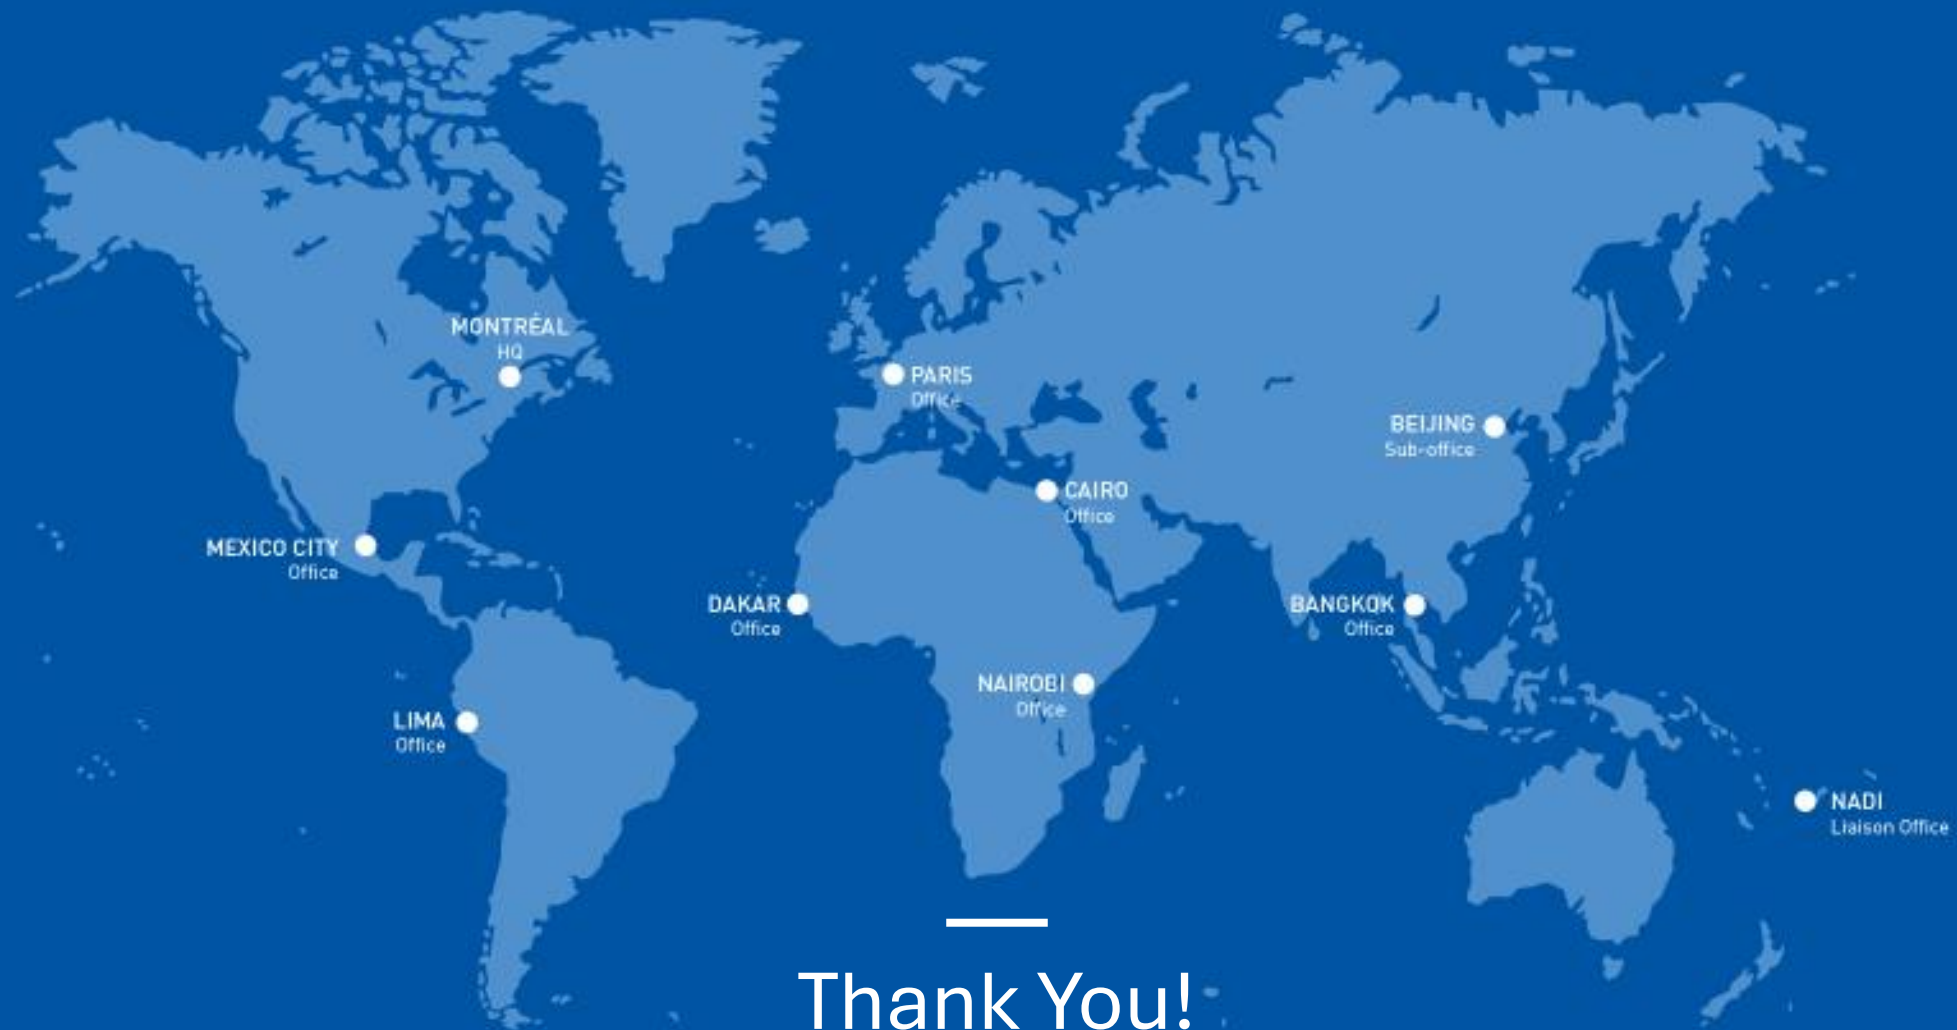 MONTRÉAL
HQ
PARIS
Office
BEIJING
Sub-office
CAIRO
Office
MEXICO CITY
Office
DAKAR
Office
BANGKOK
Office
NAIROBI
Office
LIMA
Office
NADI
Liaison Office
Thank You!